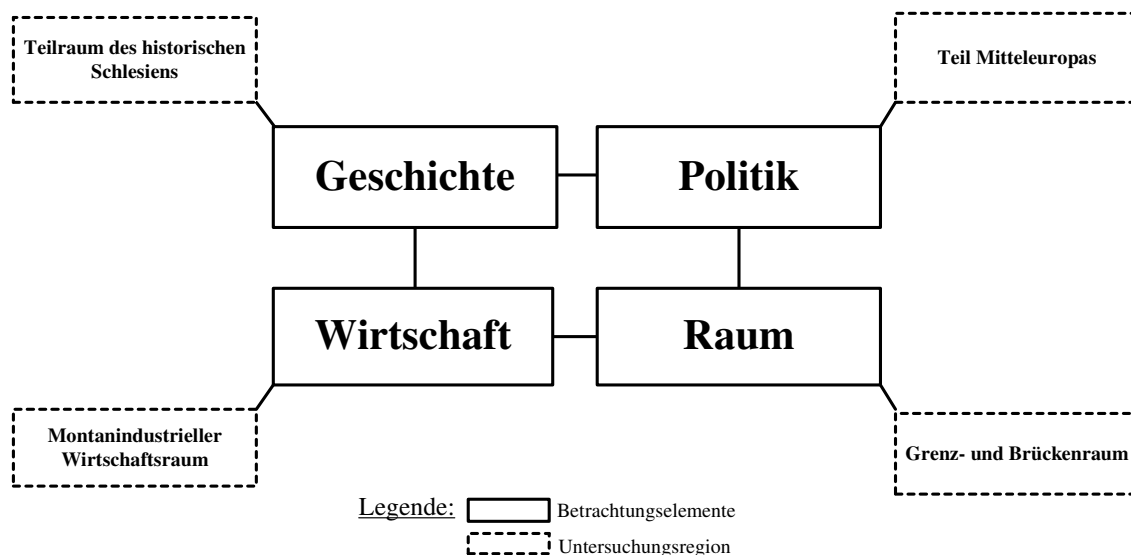 Teilraum des historischen
Schlesiens
Teil Mitteleuropas
Geschichte
Politik
Wirtschaft
Raum
Montanindustrieller
Wirtschaftsraum
Grenz- und Brückenraum
Legende:
Betrachtungselemente
Untersuchungsregion